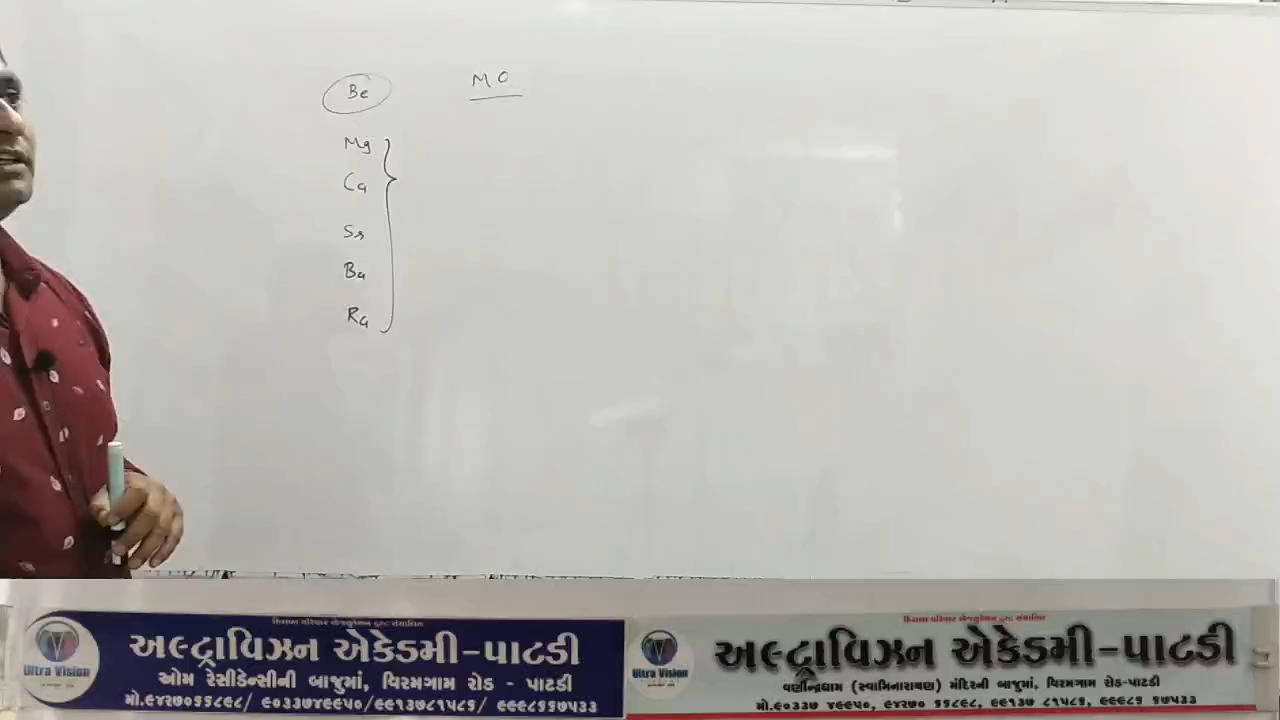 Be
MO
Mg
Ca
Sr
Ba
Ra
અલ્ટ્રાવિઝન એકેડમી-પાટડી
ઓમ રેસીડેન્સીની બાજુમાં, વિરમગામ રોડ - પાટડી
Ultra Vision
અલ્ટ્રાવિઝન એકેડમી-પાટડી
વર્ણીન્દ્રધામ (સ્વામિનારાયણ) મંદિરની બાજુમાં, વિરમગામ રોડ-પાટડી
Ultra Vision